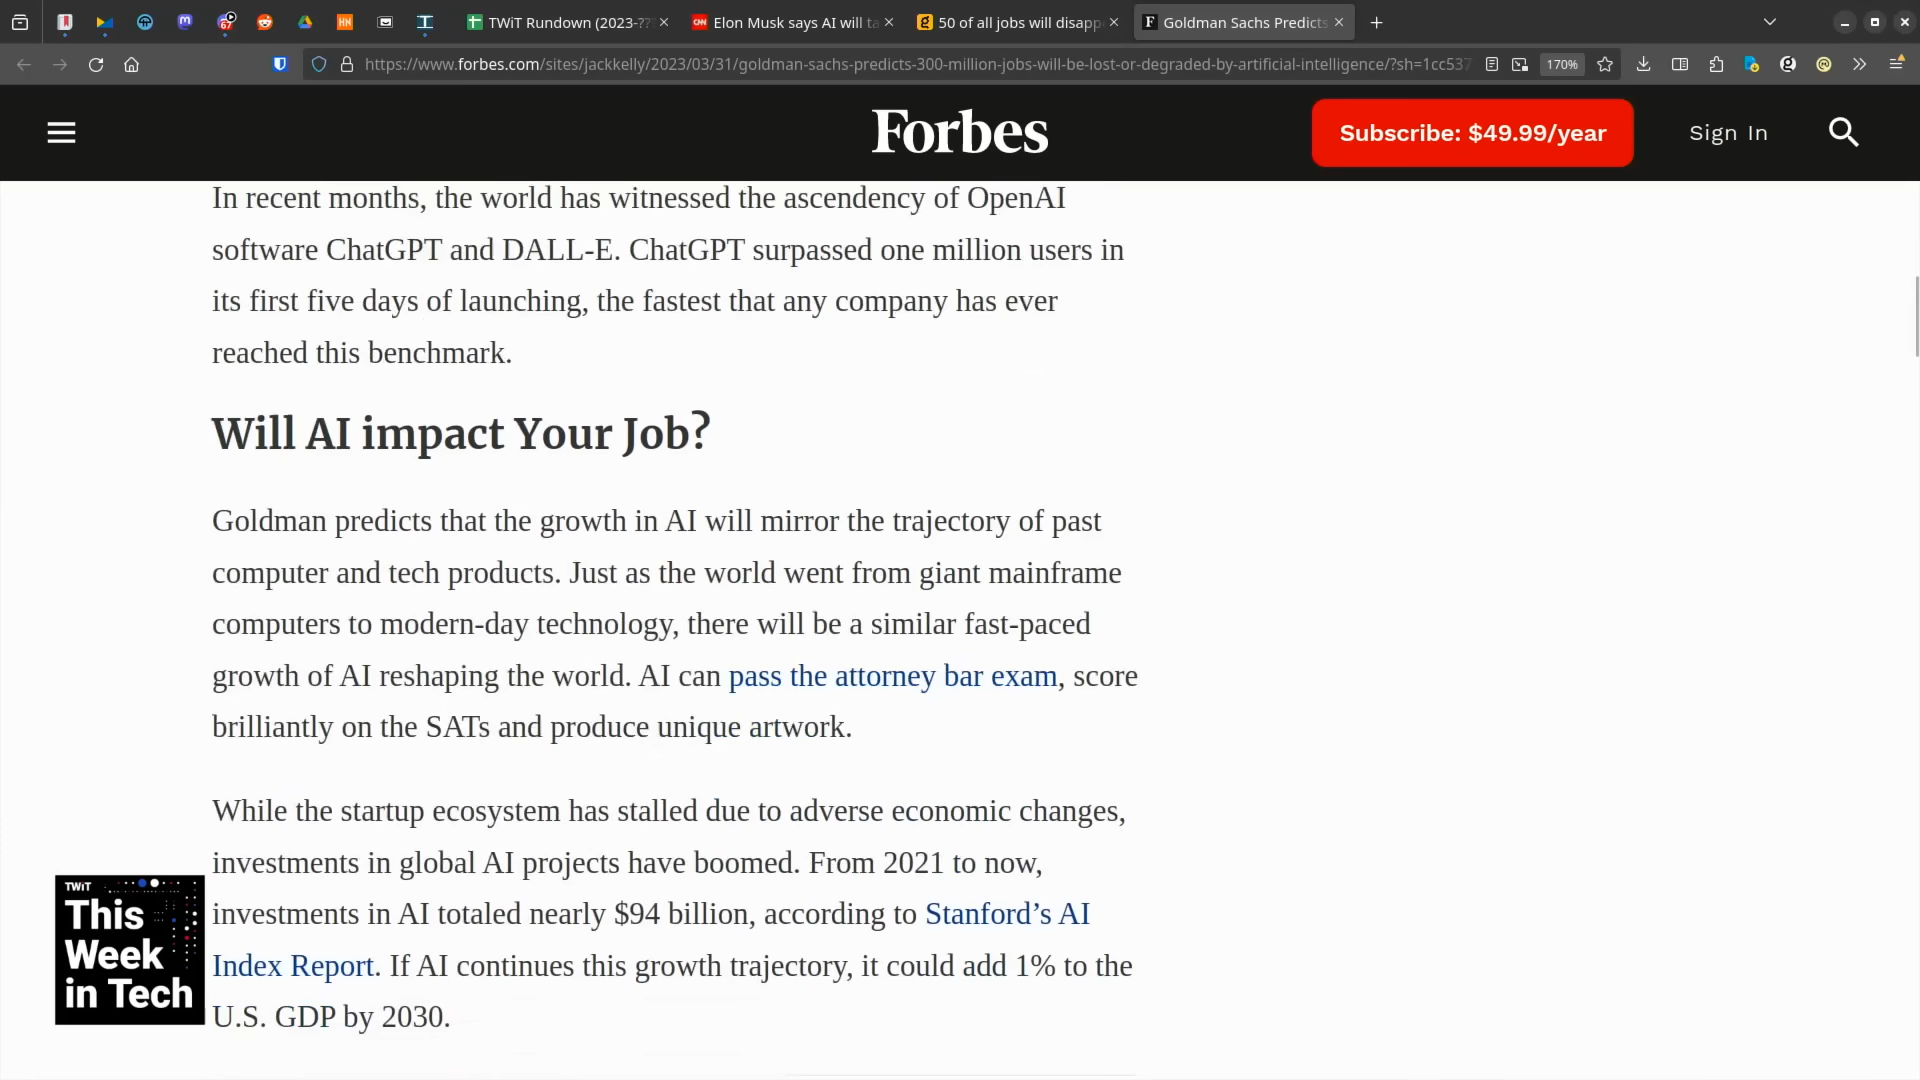 TWiT Rundown (2023-??
Elon Musk says AI will ta
50 of all jobs will disapp
Goldman Sachs Predicts
https://www.forbes.com/sites/jackkelly/2023/03/31/goldman-sachs-predicts-300-million-jobs-will-be-lost-or-degraded-by-artificial-intelligence/?sh=1cc537
170%
Forbes
Subscribe: $49.99/year
Sign In
In recent months, the world has witnessed the ascendency of OpenAI
software ChatGPT and DALL-E. ChatGPT surpassed one million users in
its first five days of launching, the fastest that any company has ever
reached this benchmark.
Will AI impact Your Job?
Goldman predicts that the growth in AI will mirror the trajectory of past
computer and tech products. Just as the world went from giant mainframe
computers to modern-day technology, there will be a similar fast-paced
growth of AI reshaping the world. AI can pass the attorney bar exam, score
brilliantly on the SATs and produce unique artwork.
While the startup ecosystem has stalled due to adverse economic changes,
investments in global AI projects have boomed. From 2021 to now,
investments in AI totaled nearly $94 billion, according to Stanford’s AI
Index Report. If AI continues this growth trajectory, it could add 1% to the
U.S. GDP by 2030.
TWiT
This
Week
in Tech